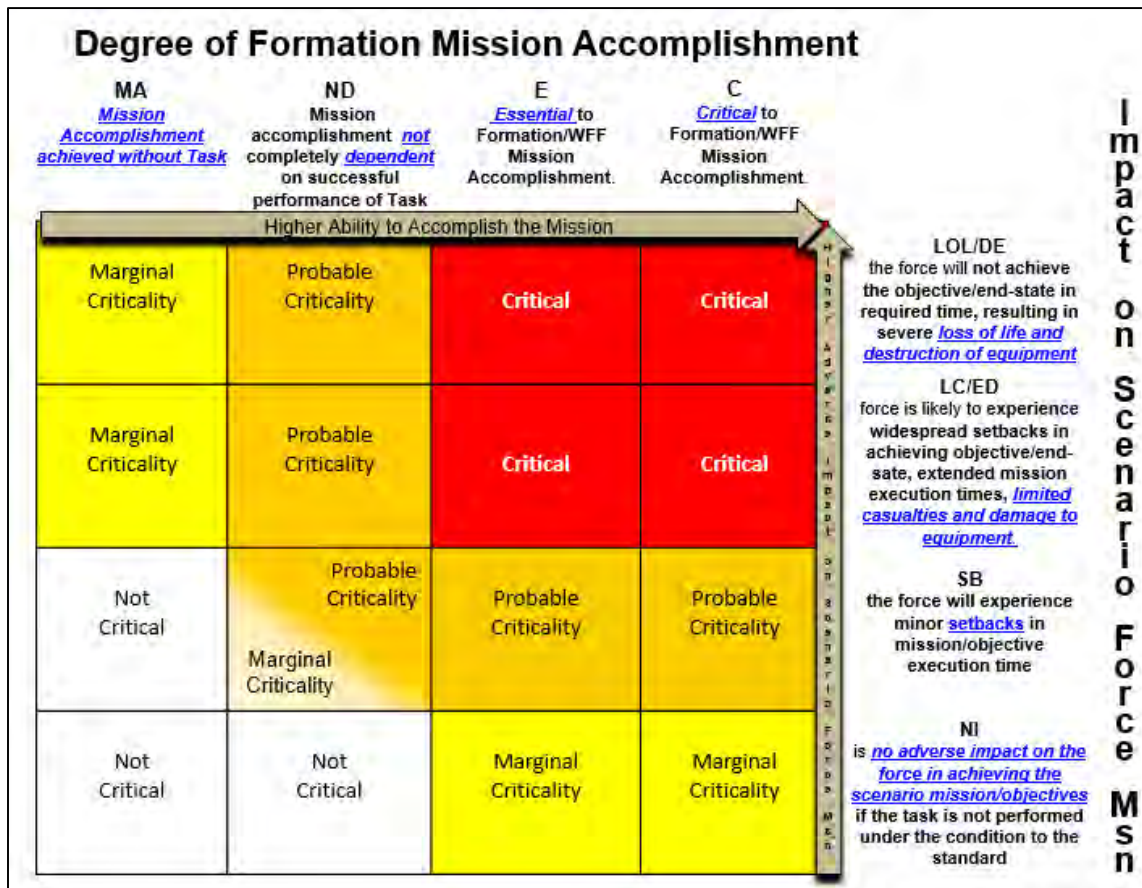 Degree of Formation Mission Accomplishment
MA
Mission
Accomplishment
achieved without Task
ND
Mission
accomplishment not
completely dependent
on successful
performance of Task
E
Essential to
Formation/WFF
Mission
Accomplishment.
C
Critical to
Formation/WFF
Mission
Accomplishment.
Higher Ability to Accomplish the Mission
Marginal
Criticality
Probable
Criticality
Critical
Critical
Marginal
Criticality
Probable
Criticality
Critical
Critical
Not
Critical
Probable
Criticality
Marginal
Criticality
Probable
Criticality
Probable
Criticality
Not
Critical
Not
Critical
Marginal
Criticality
Marginal
Criticality
Higher Adverse Impact on Scenario Force Msn
LOL/DE
the force will not achieve
the objective/end-state in
required time, resulting in
severe loss of life and
destruction of equipment
LC/ED
force is likely to experience
widespread setbacks in
achieving objective/end-
sate, extended mission
execution times, limited
casualties and damage to
equipment.
SB
the force will experience
minor setbacks in
mission/objective
execution time
NI
is no adverse impact on the
force in achieving the
scenario mission/objectives
if the task is not performed
under the condition to the
standard
Impact on Scenario Force Msn